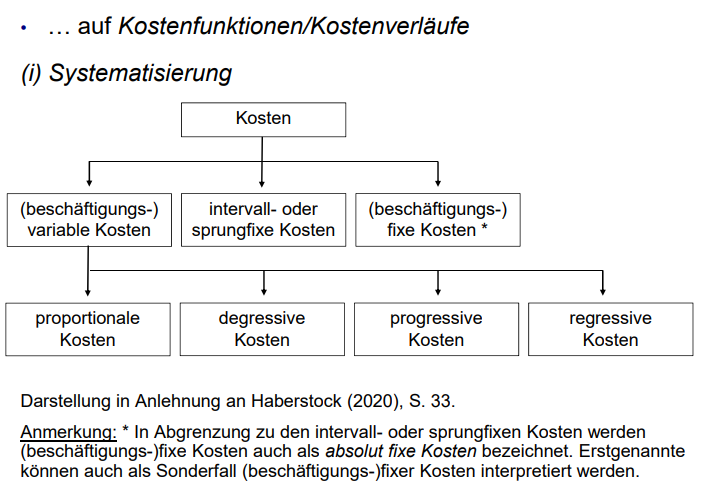 • … auf Kostenfunktionen/Kostenverläufe
(i) Systematisierung
Kosten
(beschäftigungs-)
variable Kosten
intervall- oder
sprungfixe Kosten
(beschäftigungs-)
fixe Kosten *
proportionale
Kosten
degressive
Kosten
progressive
Kosten
regressive
Kosten
Darstellung in Anlehnung an Haberstock (2020), S. 33.
Anmerkung: * In Abgrenzung zu den intervall- oder sprungfixen Kosten werden
(beschäftigungs-)fixe Kosten auch als absolut fixe Kosten bezeichnet. Erstgenannte
können auch als Sonderfall (beschäftigungs-)fixer Kosten interpretiert werden.